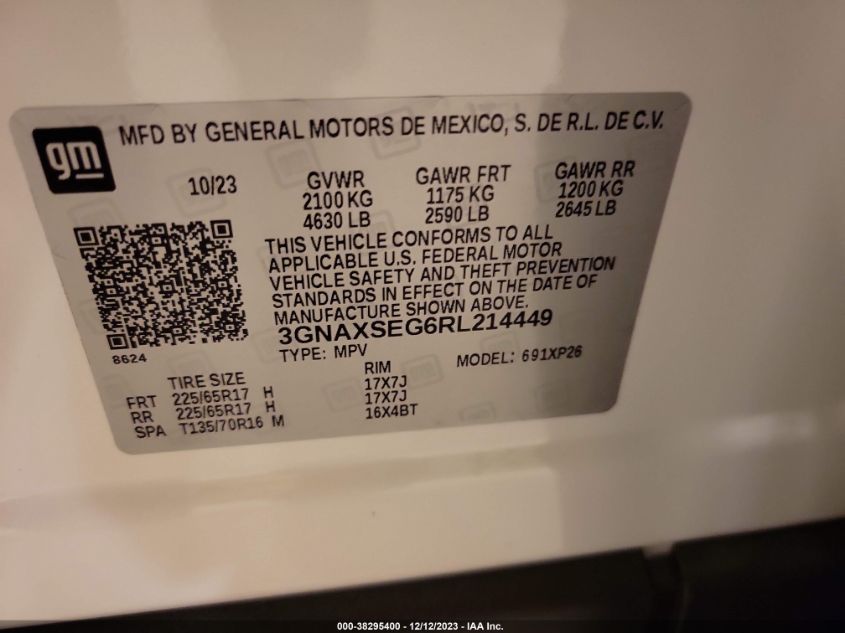 gm
MFD BY GENERAL MOTORS DE MEXICO, S. DE R.L. DE C.V.
10/23
GVWR
2100 KG
4630 LB
GAWR FRT
1175 KG
2590 LB
GAWR RR
1200 KG
2645 LB
THIS VEHICLE CONFORMS TO ALL
APPLICABLE U.S. FEDERAL MOTOR
VEHICLE SAFETY AND THEFT PREVENTION
STANDARDS IN EFFECT ON THE DATE OF
MANUFACTURE SHOWN ABOVE.
3GNAXSEG6RL214449
8624
TYPE: MPV
MODEL: 691XP26
TIRE SIZE RIM
FRT 225/65R17 H 17X7J
RR 225/65R17 H 17X7J
SPA T135/70R16 M 16X4BT
000-38295400 - 12/12/2023 - IAA Inc.